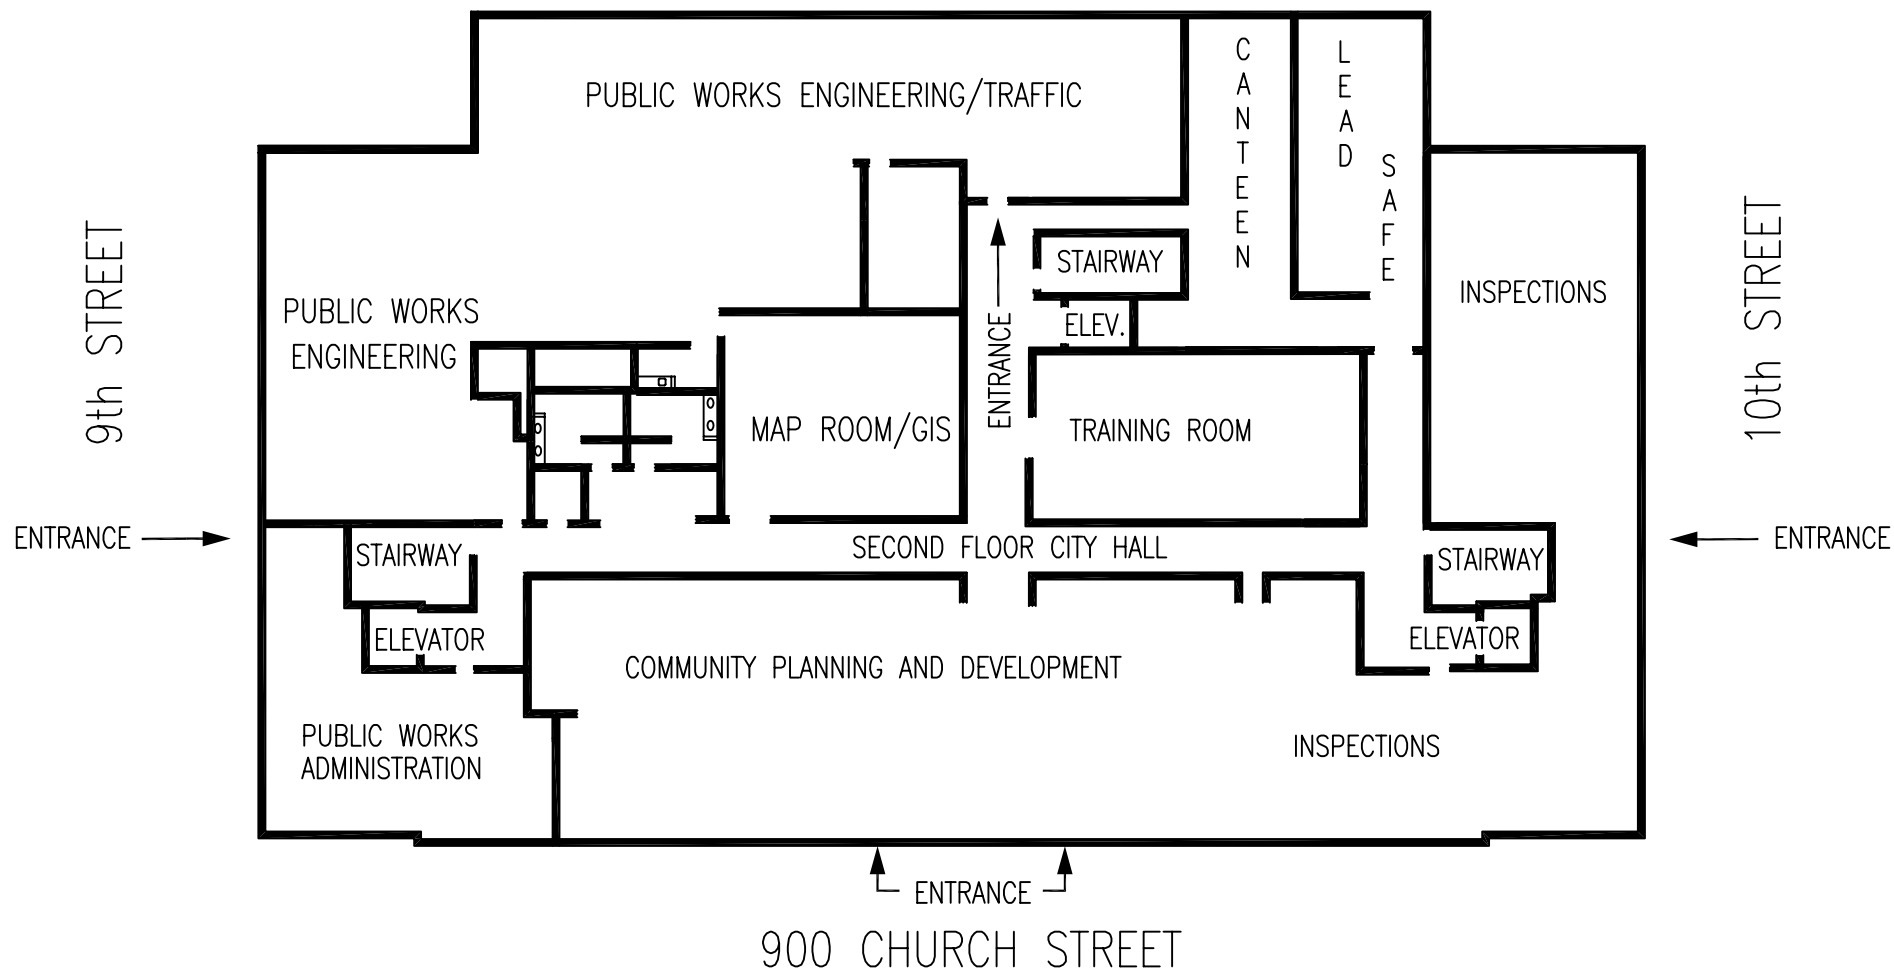 PUBLIC WORKS ENGINEERING/TRAFFIC
CANTEEN
LEAD
SAFE
9th STREET
PUBLIC WORKS
ENGINEERING
STAIRWAY
ELEV.
ENTRANCE
INSPECTIONS
10th STREET
MAP ROOM/GIS
TRAINING ROOM
ENTRANCE
STAIRWAY
SECOND FLOOR CITY HALL
STAIRWAY
ENTRANCE
ELEVATOR
ELEVATOR
COMMUNITY PLANNING AND DEVELOPMENT
PUBLIC WORKS
ADMINISTRATION
INSPECTIONS
ENTRANCE
900 CHURCH STREET